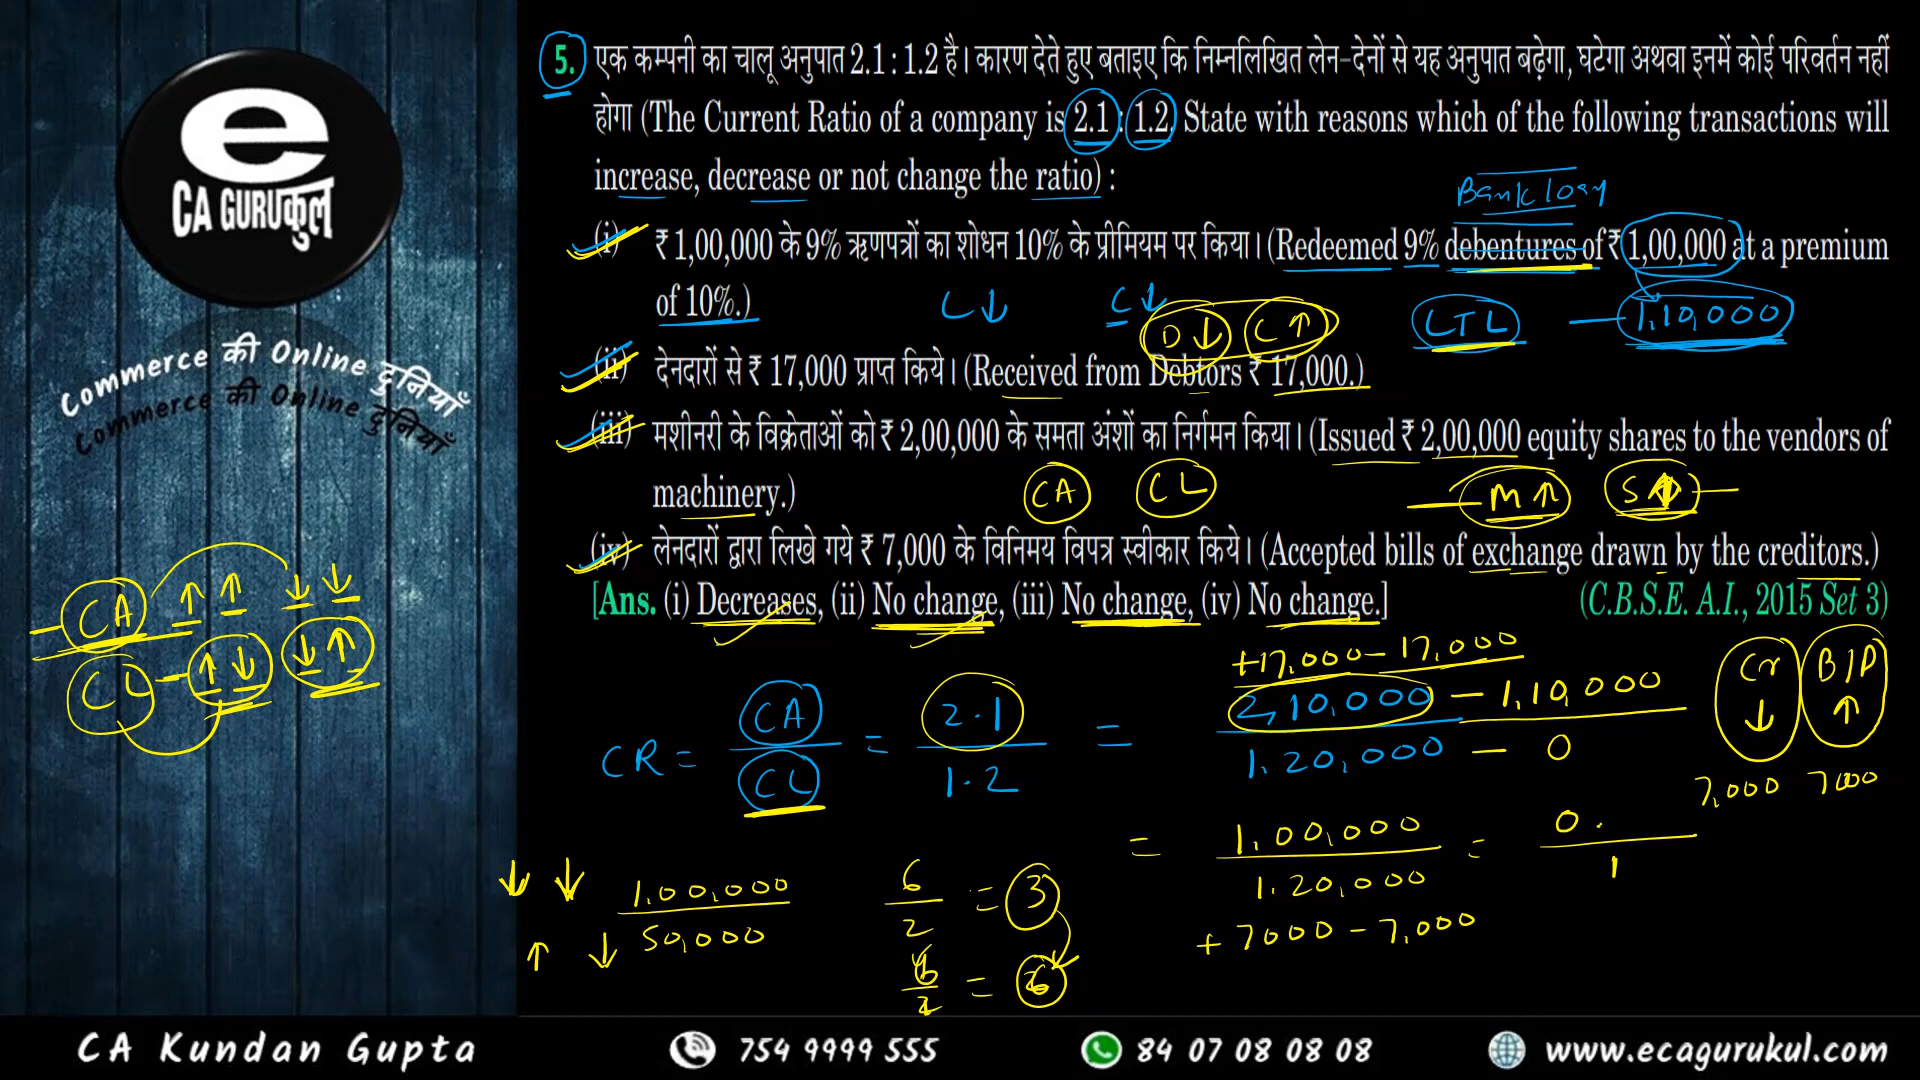 e
CA GURUकुल
Commerce की Online दुनियाँ
Commerce की Online दुनियाँ
5. एक कम्पनी का चालू अनुपात 2.1 : 1.2 है। कारण देते हुए बताइए कि निम्नलिखित लेन-देनों से यह अनुपात बढ़ेगा, घटेगा अथवा इनमें कोई परिवर्तन नहीं
होगा (The Current Ratio of a company is 2.1 : 1.2. State with reasons which of the following transactions will
increase, decrease or not change the ratio) :
Bank loan
(i) ₹ 1,00,000 के 9% ऋणपत्रों का शोधन 10% के प्रीमियम पर किया। (Redeemed 9% debentures of ₹ 1,00,000 at a premium
of 10%.) C↓ C↓ D↓ C↑ LTL — 1,10,000
(ii) देनदारों से ₹ 17,000 प्राप्त किये। (Received from Debtors ₹ 17,000.)
(iii) मशीनरी के विक्रेताओं को ₹ 2,00,000 के समता अंशों का निर्गमन किया। (Issued ₹ 2,00,000 equity shares to the vendors of
machinery.) CA CL M↑ S↑
(iv) लेनदारों द्वारा लिखे गये ₹ 7,000 के विनिमय विपत्र स्वीकार किये। (Accepted bills of exchange drawn by the creditors.)
[Ans. (i) Decreases, (ii) No change, (iii) No change, (iv) No change.] (C.B.S.E. A.I., 2015 Set 3)
CA ↑ ↑ ↓ ↓
CL – ↑ ↓ ↓ ↑
+17,000 – 17,000
CR = CA = 2.1 = 2,10,000 – 1,10,000
CL 1.2 1,20,000 – 0
Cr ↓ B/P ↑
7,000 7000
= 1,00,000 = 0.
1,20,000 1
+ 7000 – 7,000
↓ ↓ 1,00,000
↑ ↓ 50,000
6 = 3
2
= 6
CA Kundan Gupta 754 9999 555 84 07 08 08 08 www.ecagurukul.com